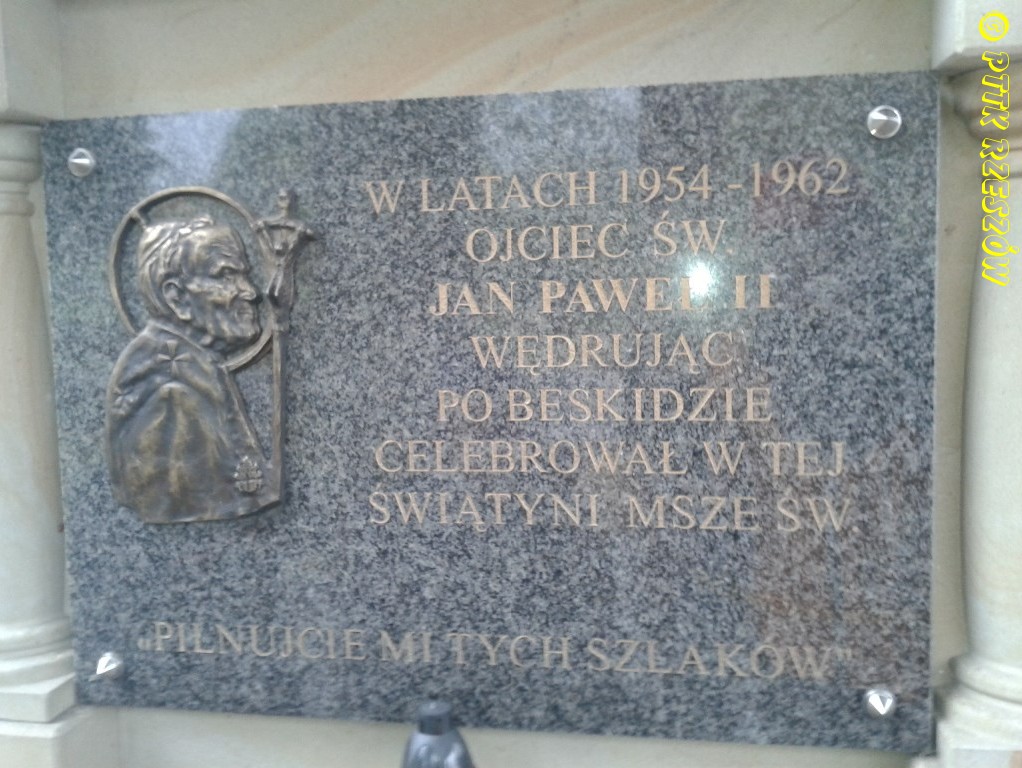 W LATACH 1954-1962
OJCIEC ŚW
JAN PAWEŁ II
WĘDRUJĄC
PO BESKIDZIE
CELEBROWAŁ W TEJ
ŚWIĄTYNI MSZE ŚW
„PILNUJCIE MI TYCH SZLAKÓW”
© PTTK RZESZÓW